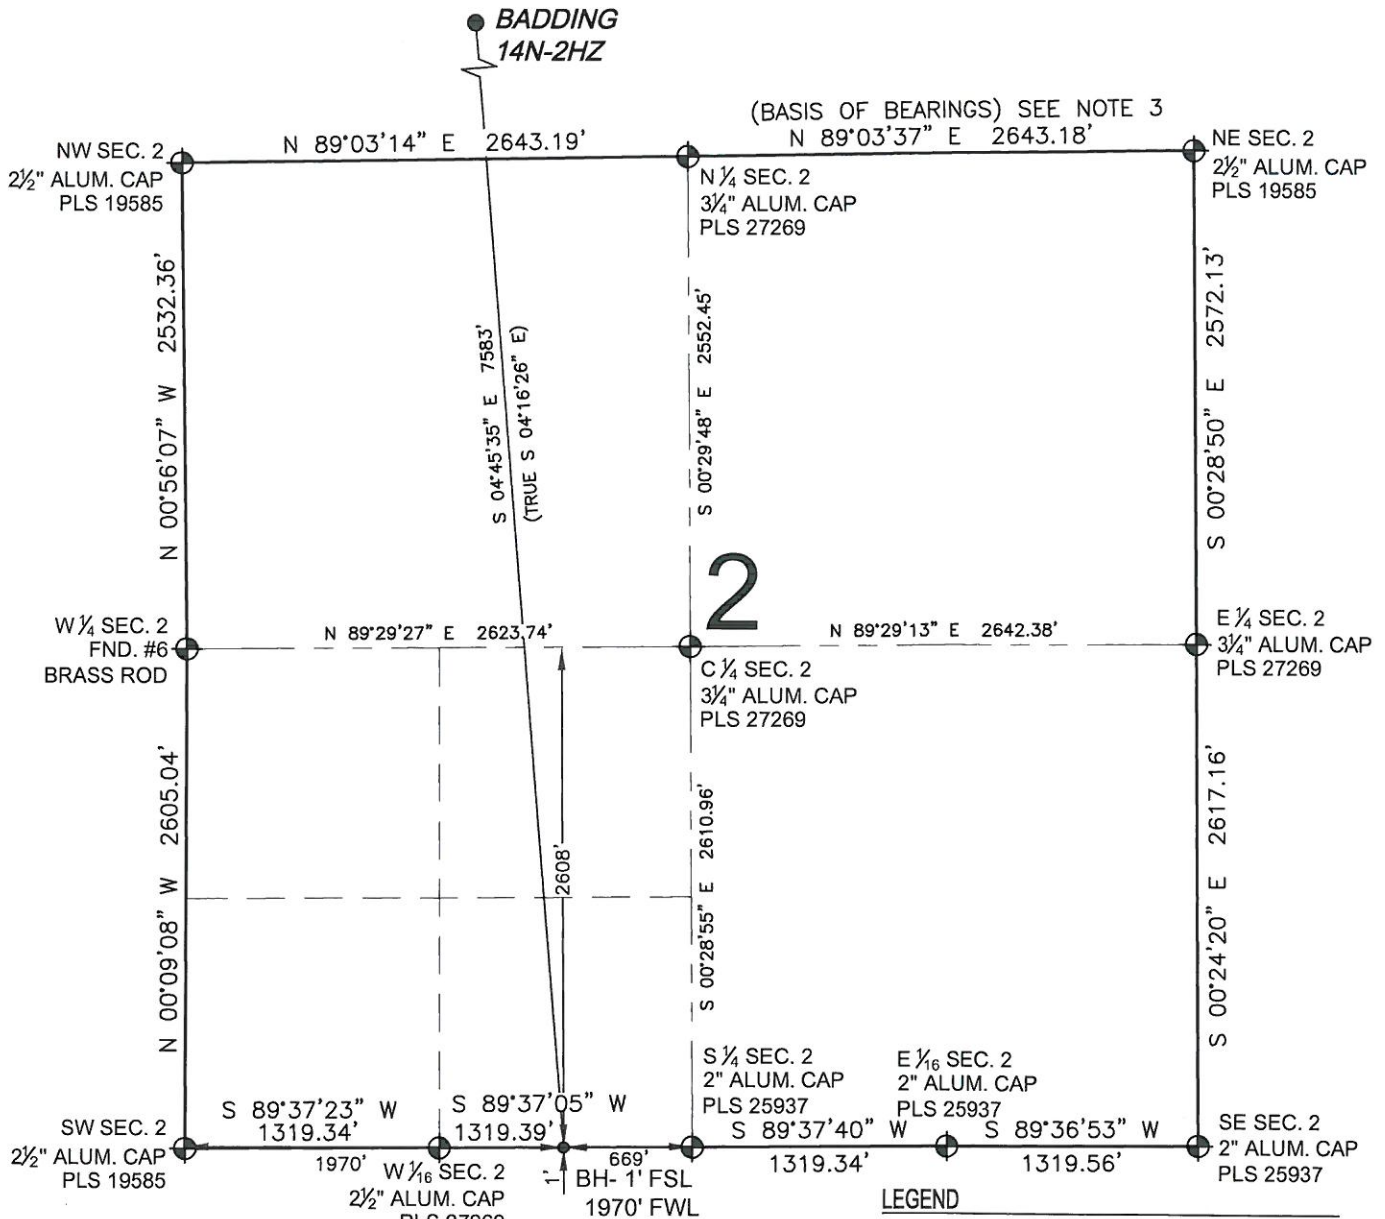 BADDING
14N-2HZ
(BASIS OF BEARINGS) SEE NOTE 3
N 89°03'14" E 2643.19'
N 89°03'37" E 2643.18'
NW SEC. 2
2½" ALUM. CAP
PLS 19585
N ¼ SEC. 2
3¼" ALUM. CAP
PLS 27269
NE SEC. 2
2½" ALUM. CAP
PLS 19585
N 00°56'07" W 2532.36'
S 04°45'35" E 7583'
(TRUE S 04°16'26" E)
S 00°29'48" E 2552.45'
S 00°28'50" E 2572.13'
2
W ¼ SEC. 2
FND. #6
BRASS ROD
N 89°29'27" E 2623.74'
N 89°29'13" E 2642.38'
C ¼ SEC. 2
3¼" ALUM. CAP
PLS 27269
E ¼ SEC. 2
3¼" ALUM. CAP
PLS 27269
N 00°09'08" W 2605.04'
2608'
S 00°28'55" E 2610.96'
S 00°24'20" E 2617.16'
S ¼ SEC. 2
2" ALUM. CAP
PLS 25937
E 1⁄16 SEC. 2
2" ALUM. CAP
PLS 25937
SW SEC. 2
2½" ALUM. CAP
PLS 19585
S 89°37'23" W
1319.34'
S 89°37'05" W
1319.39'
S 89°37'40" W
1319.34'
S 89°36'53" W
1319.56'
SE SEC. 2
2" ALUM. CAP
PLS 25937
1970'
W 1⁄16 SEC. 2
2½" ALUM. CAP
1'
669'
BH- 1' FSL
1970' FWL
LEGEND